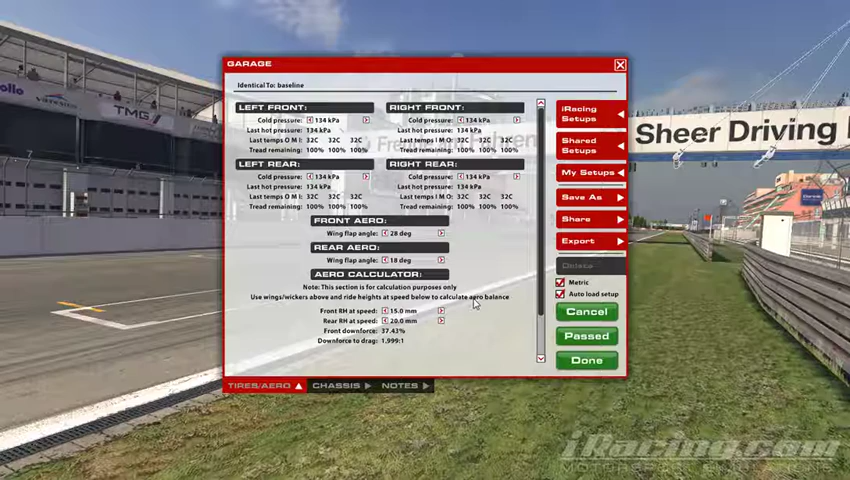 GARAGE
Identical To: baseline
LEFT FRONT:
Cold pressure: 134 kPa
Last hot pressure: 134 kPa
Last temps O M I: 32C 32C 32C
Tread remaining: 100% 100% 100%
RIGHT FRONT:
Cold pressure: 134 kPa
Last hot pressure: 134 kPa
Last temps I M O: 32C 32C 32C
Tread remaining: 100% 100% 100%
LEFT REAR:
Cold pressure: 134 kPa
Last hot pressure: 134 kPa
Last temps O M I: 32C 32C 32C
Tread remaining: 100% 100% 100%
RIGHT REAR:
Cold pressure: 134 kPa
Last hot pressure: 134 kPa
Last temps I M O: 32C 32C 32C
Tread remaining: 100% 100% 100%
FRONT AERO:
Wing flap angle: 28 deg
REAR AERO:
Wing flap angle: 18 deg
AERO CALCULATOR:
Note: This section is for calculation purposes only
Use wings/wickers above and ride heights at speed below to calculate aero balance
Front RH at speed: 15.0 mm
Rear RH at speed: 20.0 mm
Front downforce: 37.43%
Downforce to drag: 1,999:1
iRacing
Setups
Shared
Setups
My Setups
Save As
Share
Export
Delete
Metric
Auto load setup
Cancel
Passed
Done
TIRES/AERO
CHASSIS
NOTES
TMG
Sheer Driving
iRacing.com
MOTORSPORT SIMULATIONS